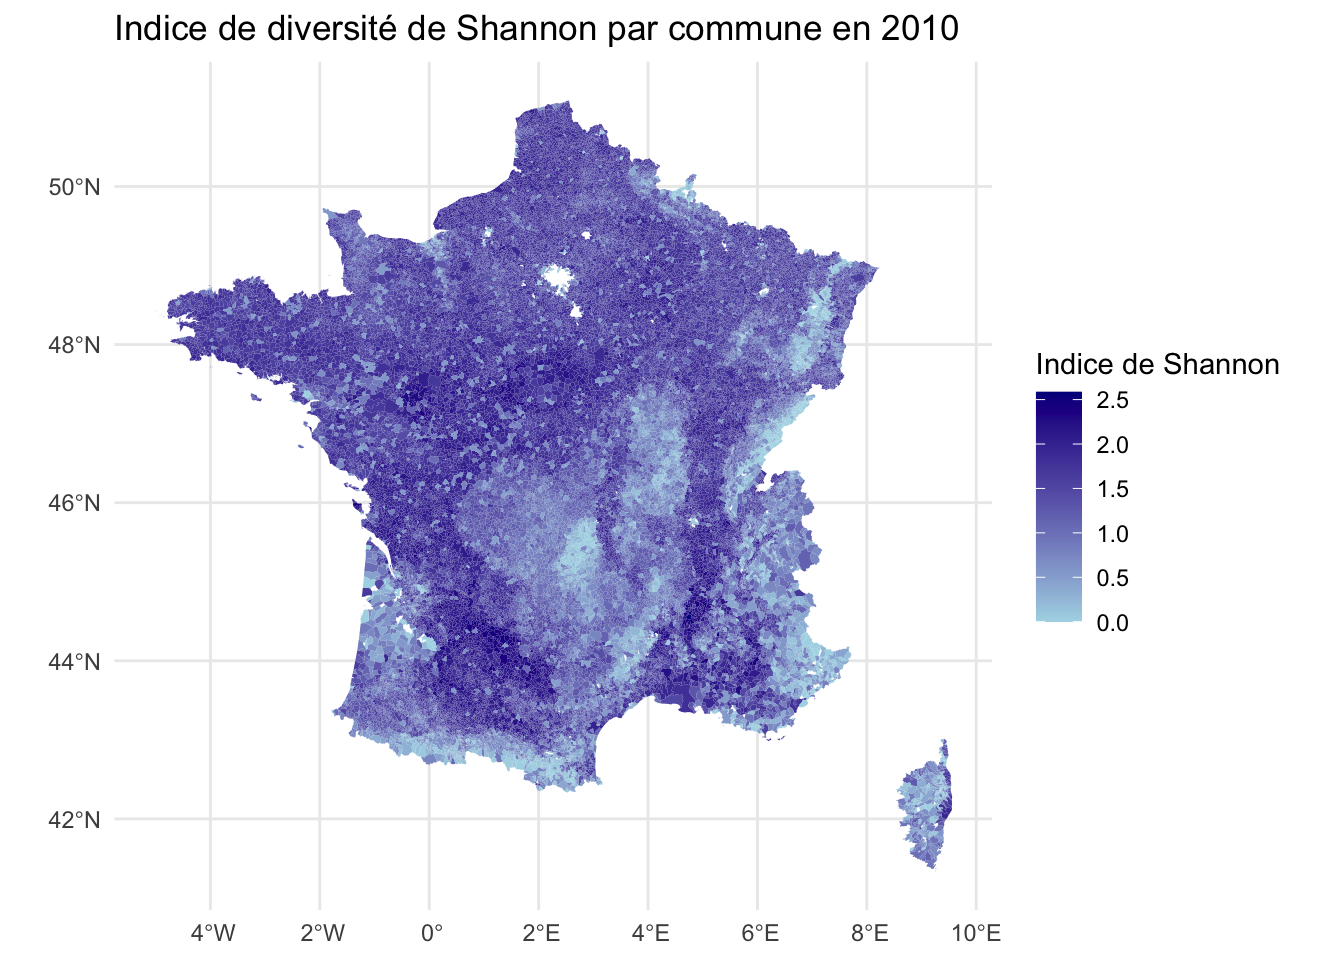 Indice de diversité de Shannon par commune en 2010
50°N
48°N
46°N
44°N
42°N
4°W 2°W 0° 2°E 4°E 6°E 8°E 10°E
Indice de Shannon
2.5
2.0
1.5
1.0
0.5
0.0